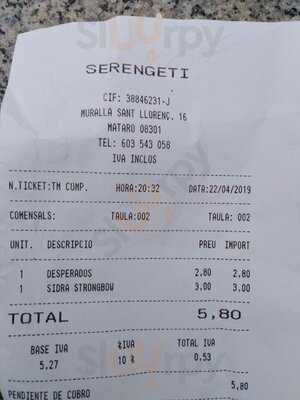 SERENGETI
CIF: 38846231-J
MURALLA SANT LLORENÇ. 16
MATARO 08301
TEL: 603 543 058
IVA INCLOS
N.TICKET:TM COMP. HORA:20:32 DATA:22/04/2019
COMENSALS: TAULA:002 TAULA: 002
UNIT. DESCRIPCIO PREU IMPORT
1 DESPERADOS 2.80 2.80
1 SIDRA STRONGBOW 3.00 3.00
TOTAL 5,80
BASE IVA %IVA TOTAL IVA
5,27 10 % 0.53
PENDIENTE DE COBRO 5,80